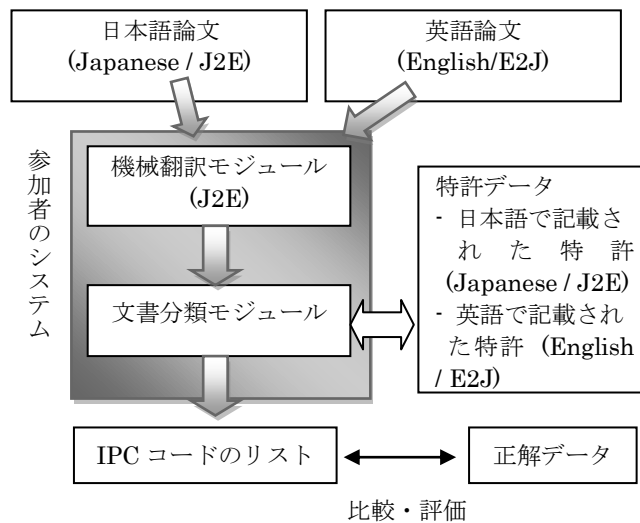 日本語論文
(Japanese / J2E)
英語論文
(English/E2J)
参加者のシステム
機械翻訳モジュール
(J2E)
文書分類モジュール
特許データ
- 日本語で記載さ
れた特許
(Japanese / J2E)
- 英語で記載され
た特許 (English
/ E2J)
IPC コードのリスト
正解データ
比較・評価